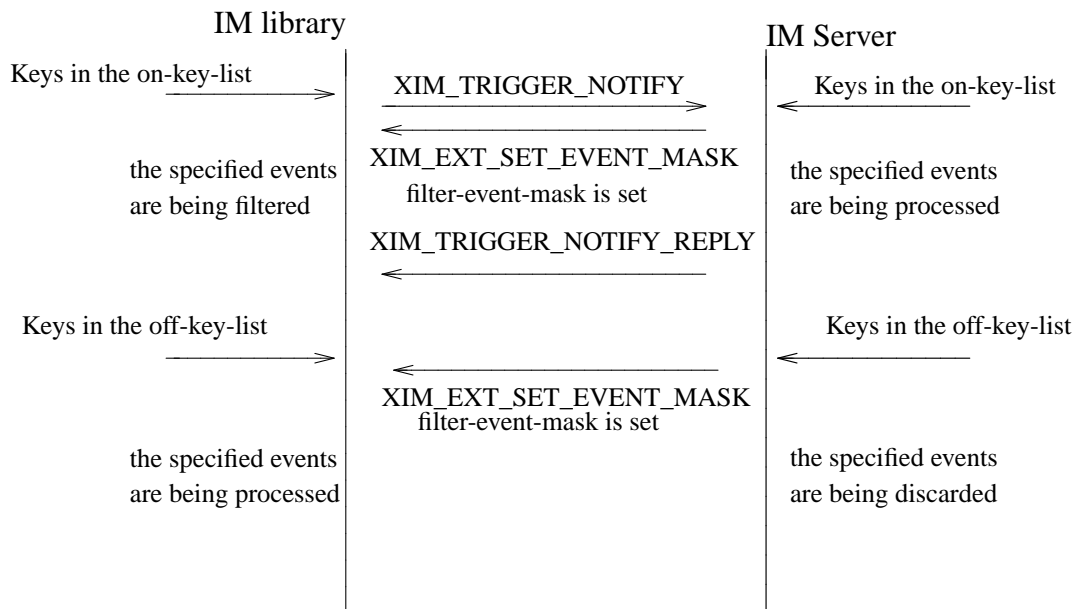 IM library
IM Server
Keys in the on-key-list
XIM_TRIGGER_NOTIFY
Keys in the on-key-list
XIM_EXT_SET_EVENT_MASK
filter-event-mask is set
the specified events
are being filtered
the specified events
are being processed
XIM_TRIGGER_NOTIFY_REPLY
Keys in the off-key-list
Keys in the off-key-list
XIM_EXT_SET_EVENT_MASK
filter-event-mask is set
the specified events
are being processed
the specified events
are being discarded